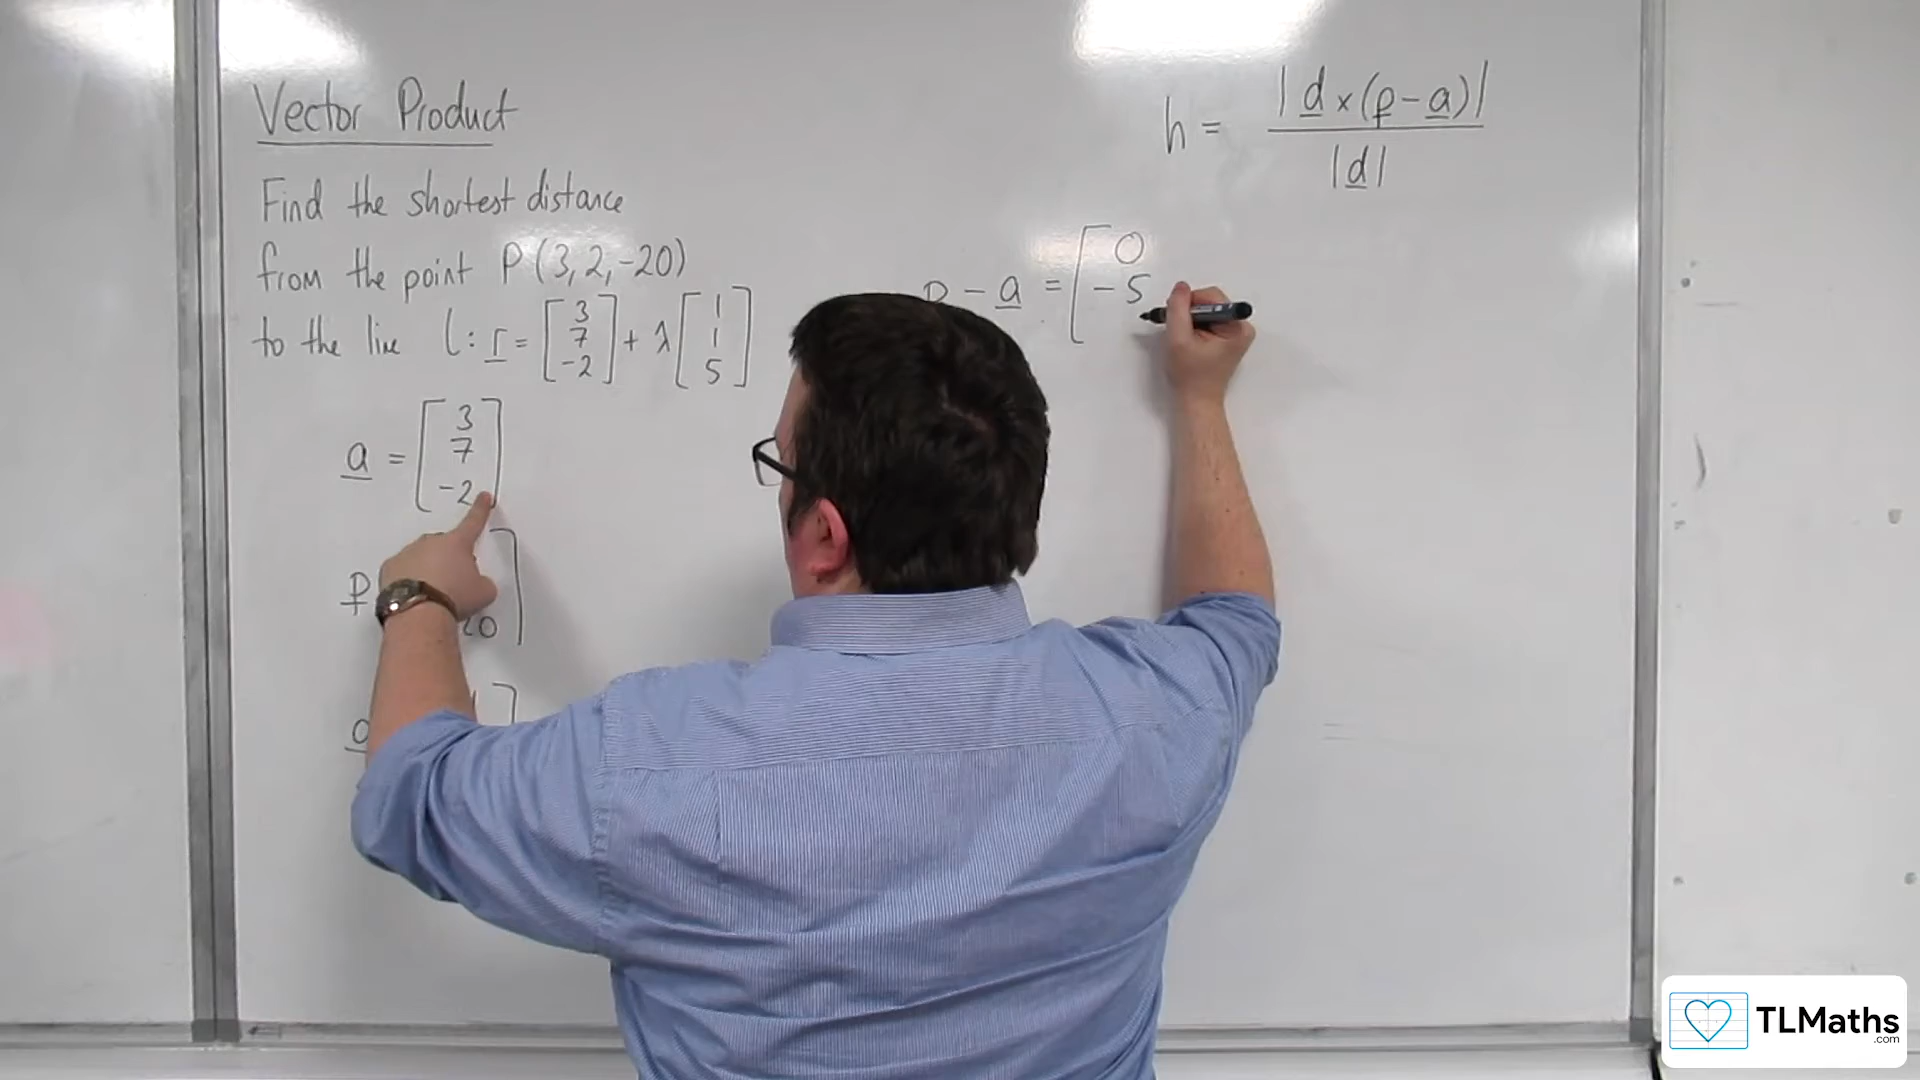 Vector Product
Find the shortest distance
from the point P(3,2,-20)
to the line l: r = [3 7 -2] + λ [1 1 5]
a = [3 7 -2]
p
20
h = |d×(p-a)| / |d|
p - a = [0 -5
TLMaths
.com